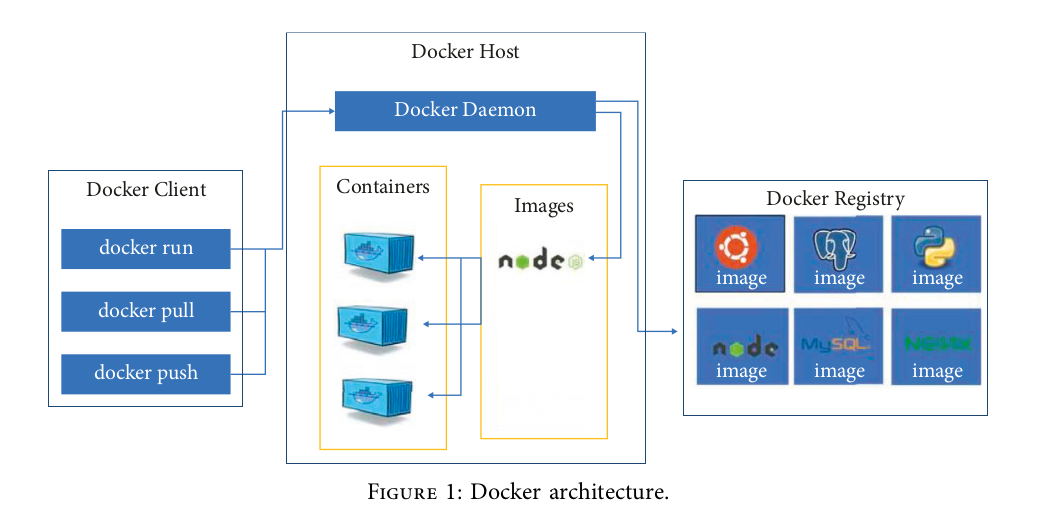 Docker Host
Docker Daemon
Docker Client
docker run
docker pull
docker push
Containers
Images
node
JS
Docker Registry
image
image
image
node
image
MySQL
image
image
FIGURE 1: Docker architecture.